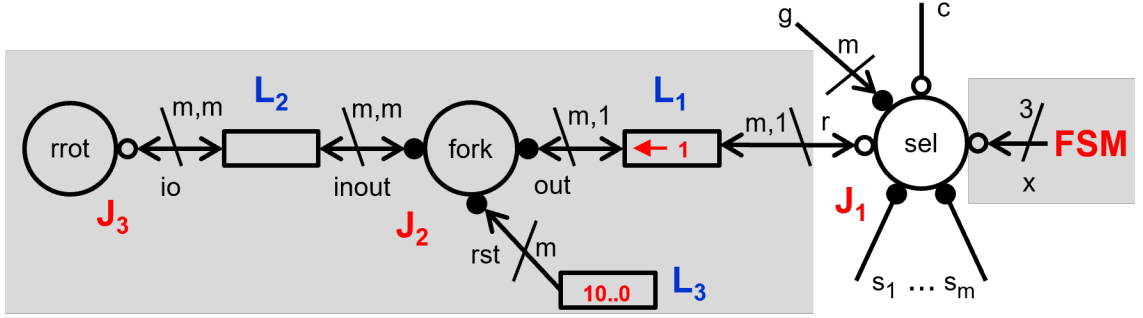 g
c
m
L₂
L₁
3
m,m
m,m
m,1
m,1
r
FSM
rrot
fork
1
sel
io
inout
out
x
J₃
J₂
J₁
rst
m
10..0
L₃
s₁ ... sₘ